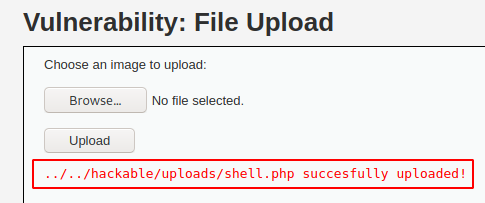 Vulnerability: File Upload
Choose an image to upload:
Browse... No file selected.
Upload
../../hackable/uploads/shell.php succesfully uploaded!